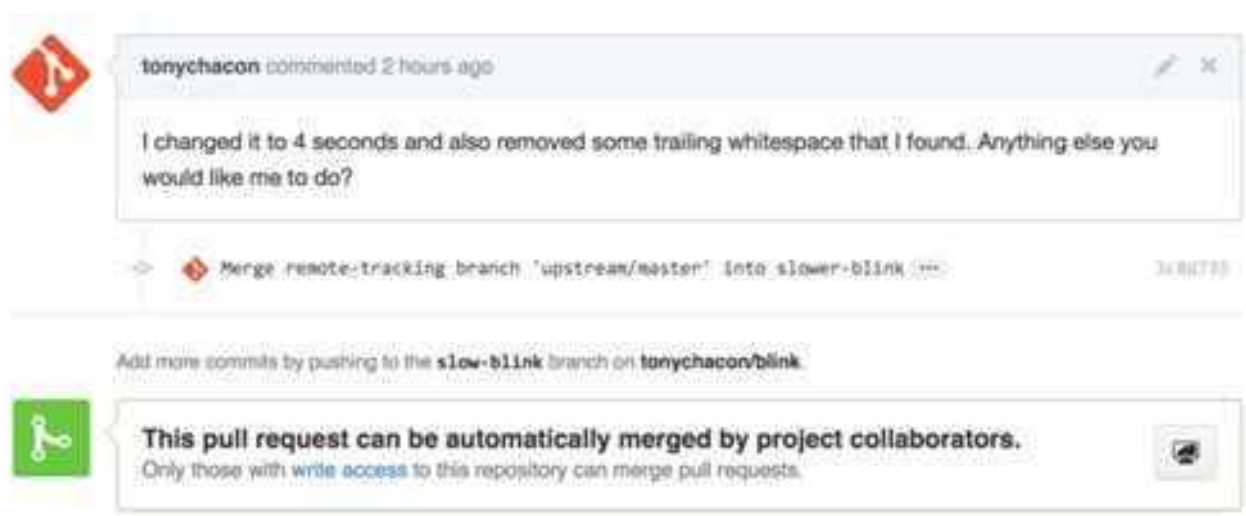 tonychacon commented 2 hours ago
I changed it to 4 seconds and also removed some trailing whitespace that I found. Anything else you
would like me to do?
Merge remote-tracking branch 'upstream/master' into slower-blink
Add more commits by pushing to the slow-blink branch on tonychacon/blink.
This pull request can be automatically merged by project collaborators.
Only those with write access to this repository can merge pull requests.